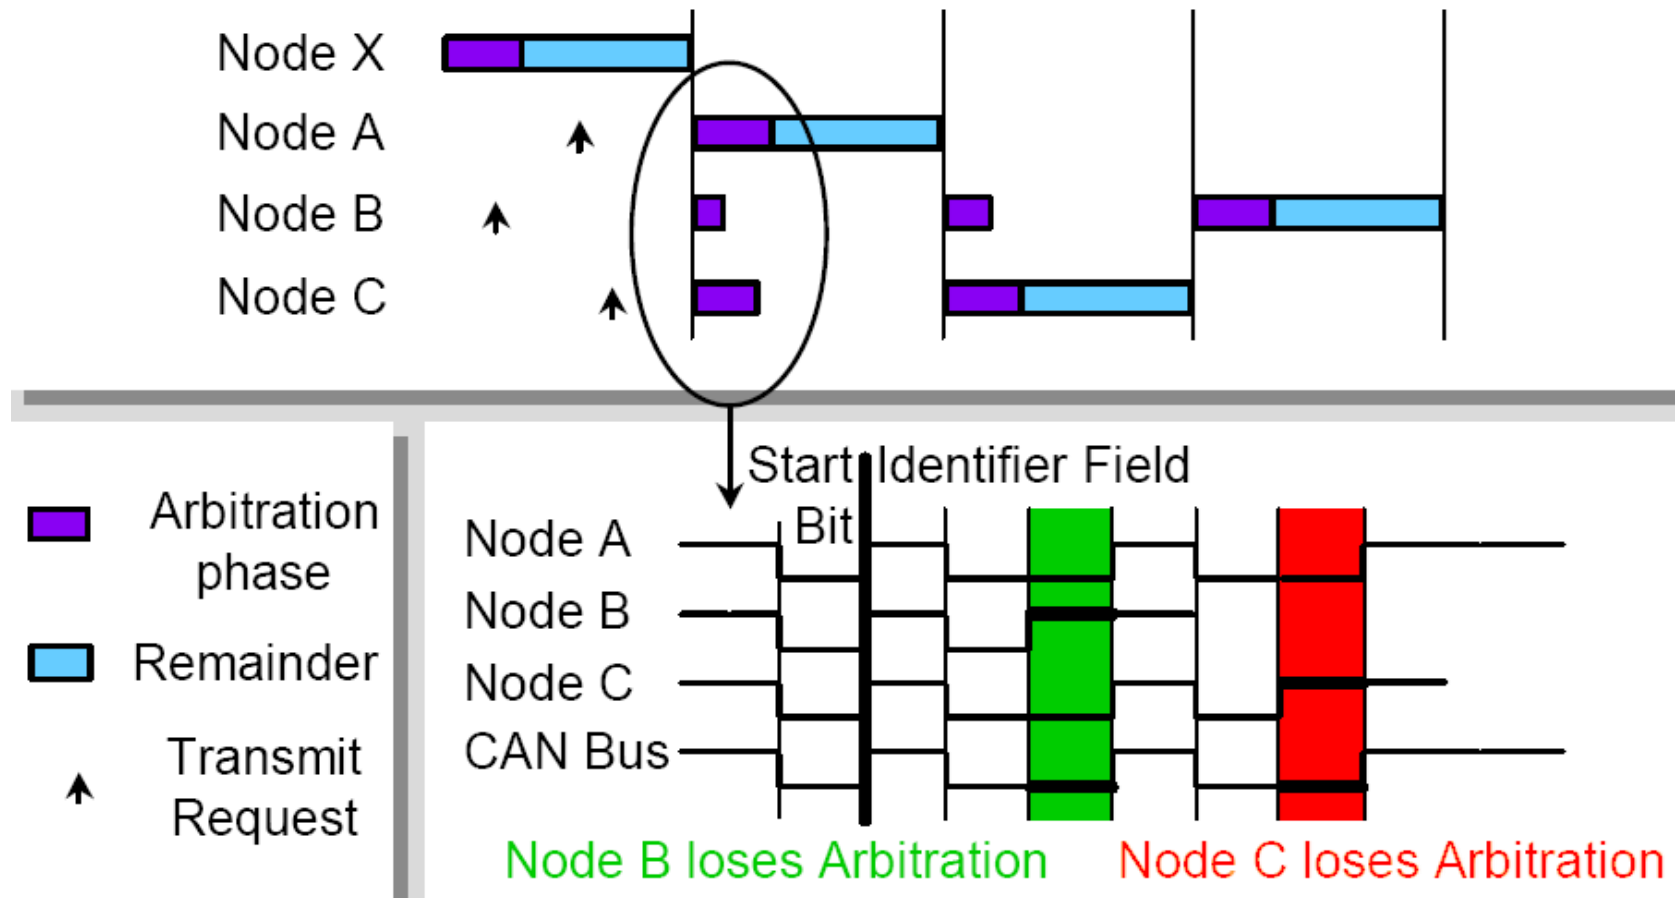 Node X
Node A
Node B
Node C
Arbitration
phase
Remainder
Transmit
Request
Start Identifier Field
Bit
Node A
Node B
Node C
CAN Bus
Node B loses Arbitration
Node C loses Arbitration